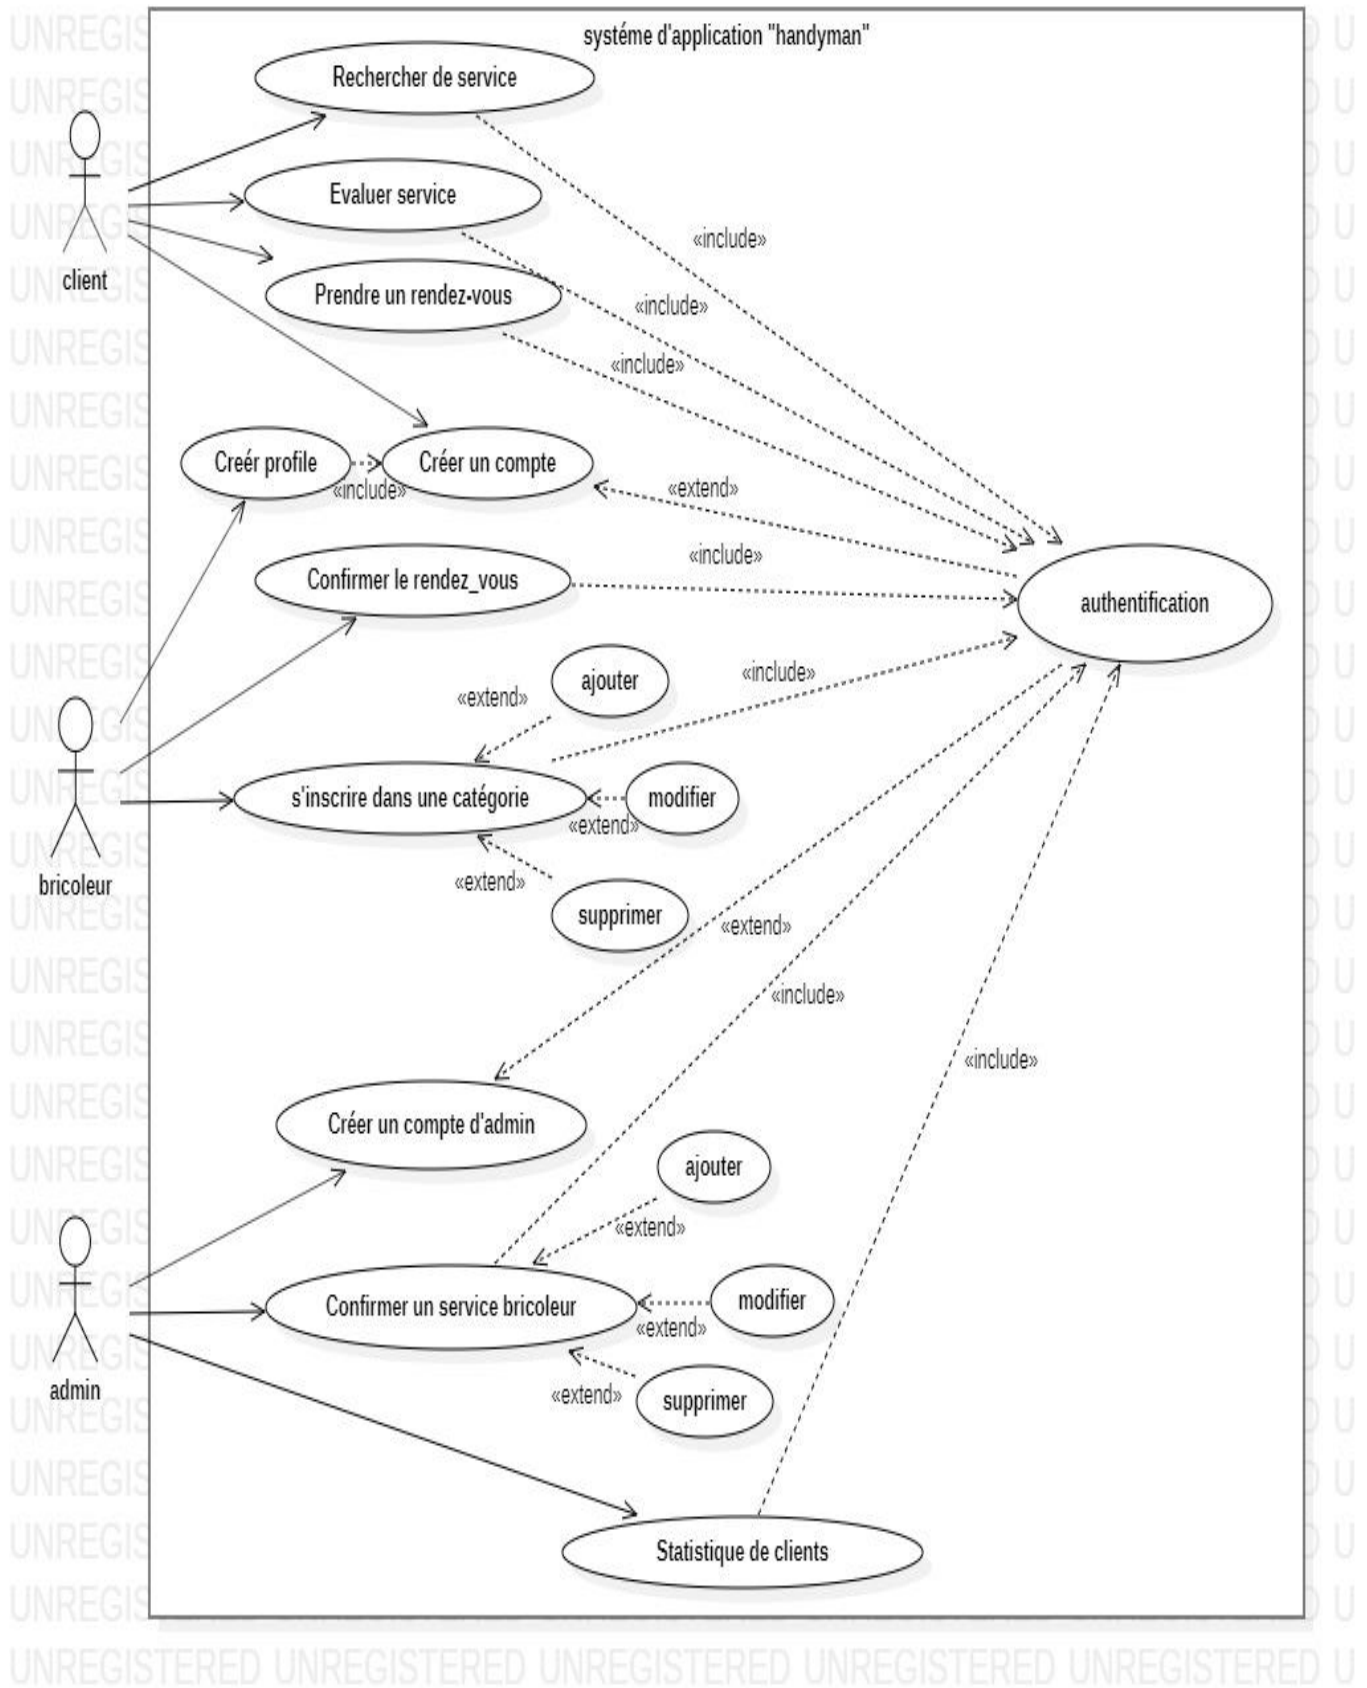 systéme d'application "handyman"
Rechercher de service
Evaluer service
«include»
client
Prendre un rendez-vous
«include»
«include»
Creér profile
Créer un compte
«include»
«extend»
Confirmer le rendez_vous
«include»
authentification
ajouter
«extend»
«include»
s'inscrire dans une catégorie
modifier
«extend»
bricoleur
«extend»
supprimer
«extend»
«include»
«include»
Créer un compte d'admin
ajouter
«extend»
Confirmer un service bricoleur
modifier
«extend»
admin
«extend»
supprimer
Statistique de clients
UNREGISTERED UNREGISTERED UNREGISTERED UNREGISTERED UNREGISTERED U